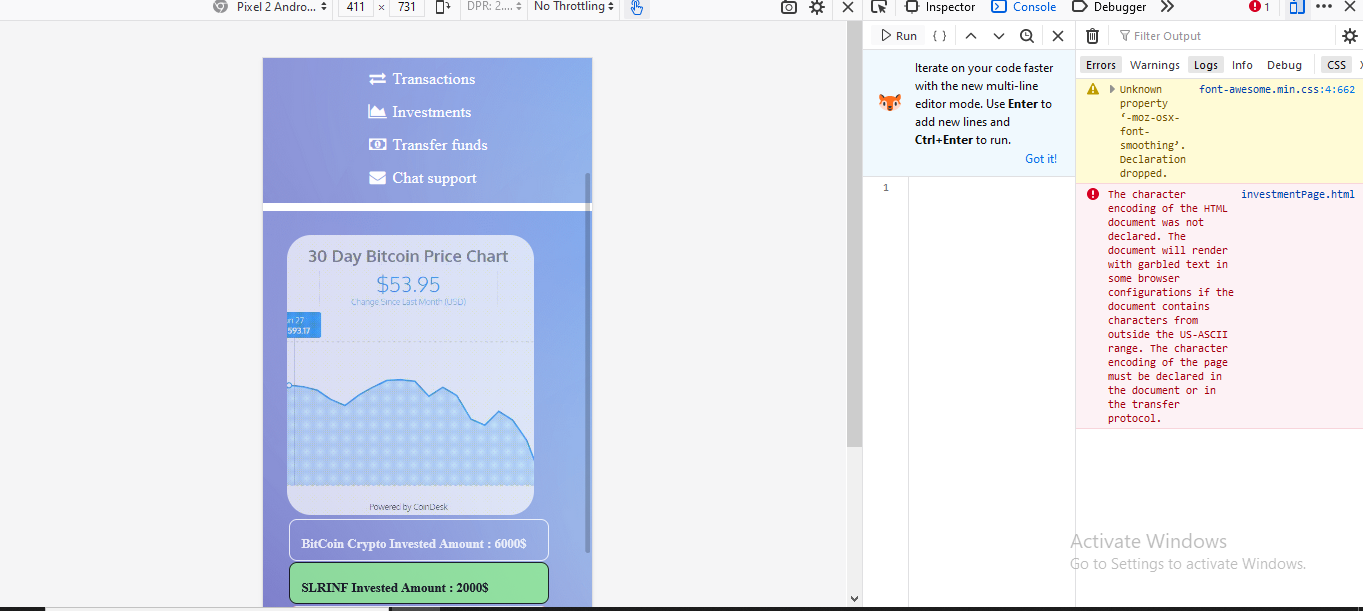 Pixel 2 Andro... 411 × 731 DPR: 2.... No Throttling
Inspector Console Debugger 1
Run { }
Filter Output
Errors Warnings Logs Info Debug CSS
Iterate on your code faster
with the new multi-line
editor mode. Use Enter to
add new lines and
Ctrl+Enter to run.
Got it!
1
Unknown font-awesome.min.css:4:662
property
‘-moz-osx-
font-
smoothing’.
Declaration
dropped.
The character investmentPage.html
encoding of the HTML
document was not
declared. The
document will render
with garbled text in
some browser
configurations if the
document contains
characters from
outside the US-ASCII
range. The character
encoding of the page
must be declared in
the document or in
the transfer
protocol.
Transactions
Investments
Transfer funds
Chat support
30 Day Bitcoin Price Chart
$53.95
Change Since Last Month (USD)
27
593.17
Powered by CoinDesk
BitCoin Crypto Invested Amount : 6000$
SLRINF Invested Amount : 2000$
Activate Windows
Go to Settings to activate Windows.